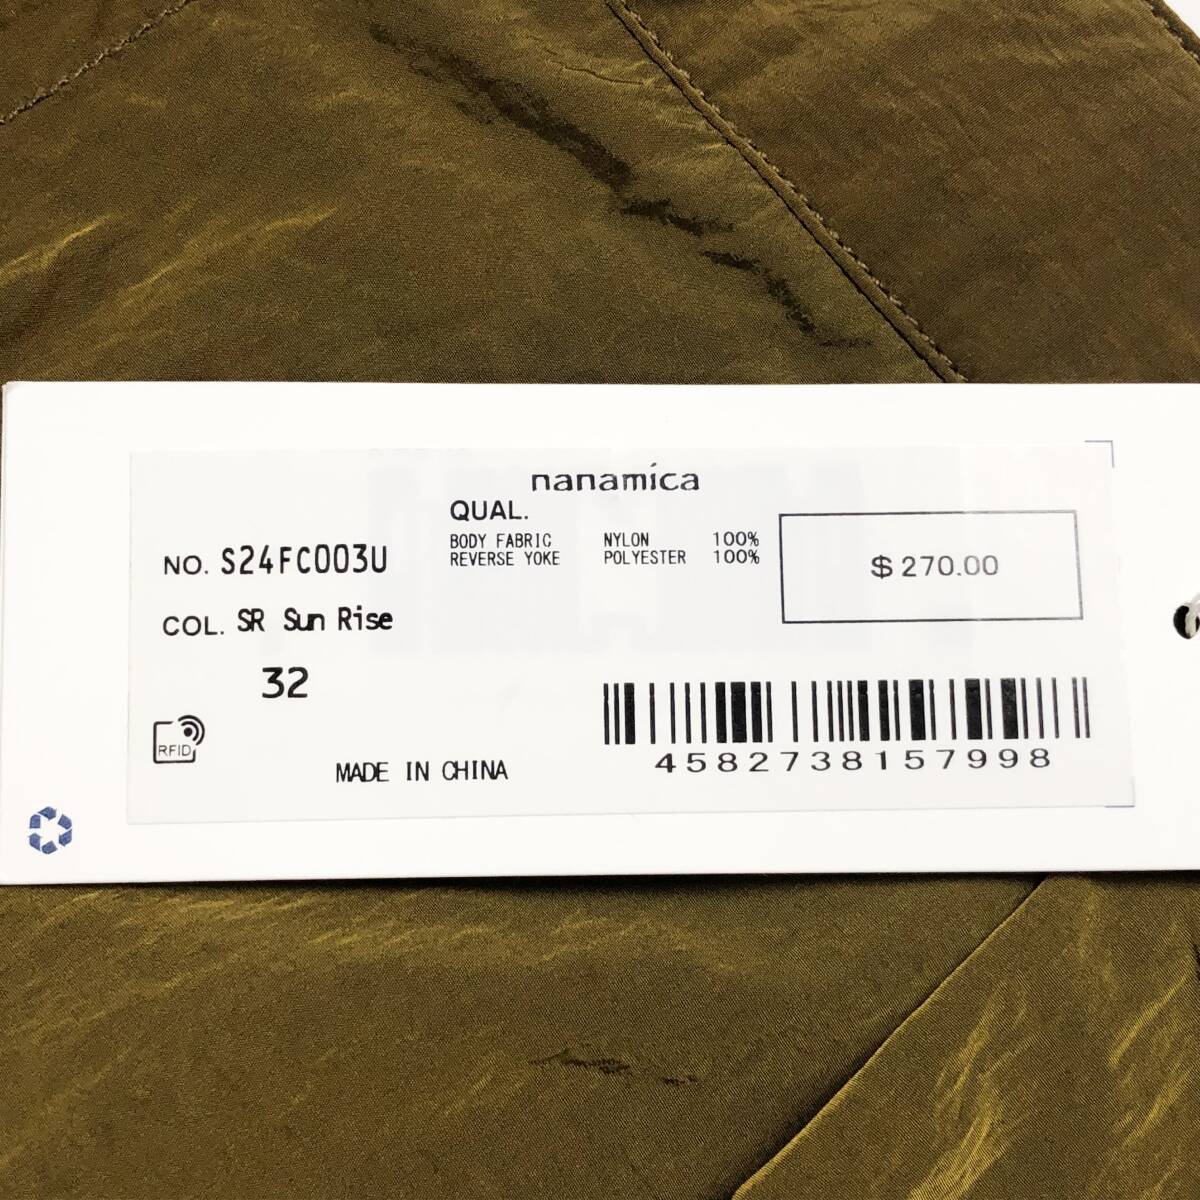 nanamica
QUAL.
BODY FABRIC NYLON 100%
REVERSE YOKE POLYESTER 100%
NO. S24FC003U
$270.00
COL. SR Sun Rise
32
RFID
MADE IN CHINA
4582738157998